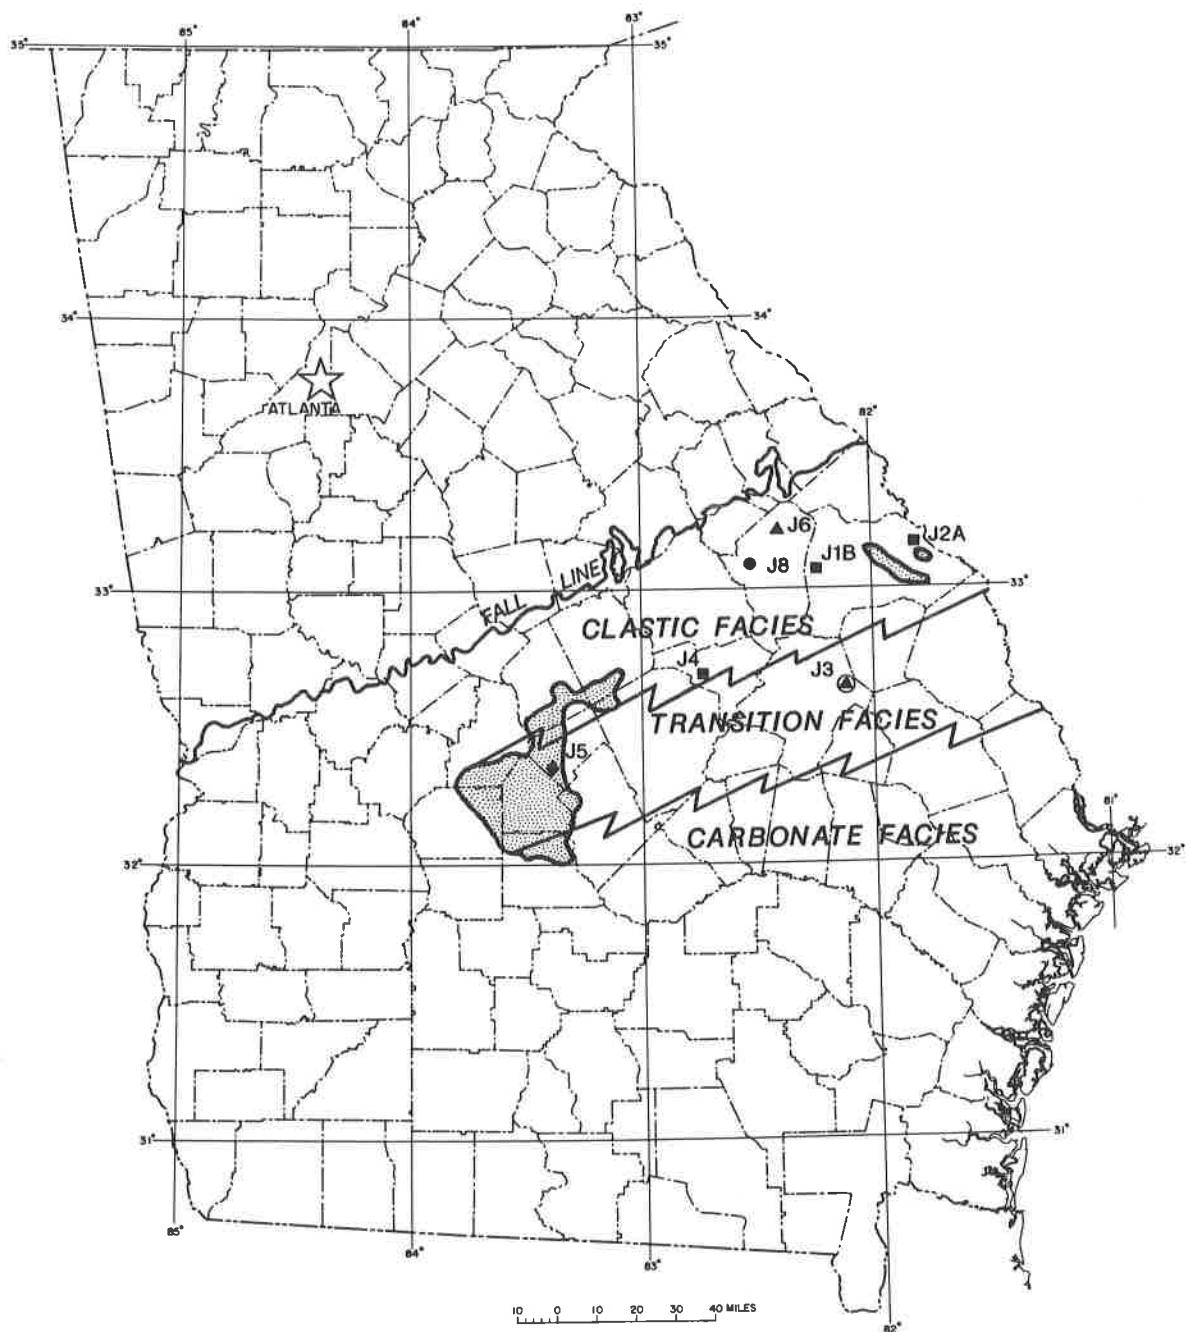 85°
84°
83°
35°
35°
34°
34°
ATLANTA
82°
J6
J2A
J8
J1B
33°
FALL LINE
33°
CLASTIC FACIES
J4
J3
TRANSITION FACIES
J5
81°
CARBONATE FACIES
32°
32°
31°
31°
85°
84°
83°
82°
10 0 10 20 30 40 MILES